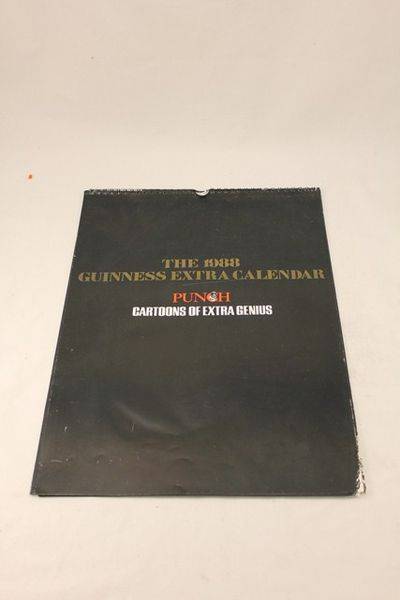 THE 1988
GUINNESS EXTRA CALENDAR
PUNCH
CARTOONS OF EXTRA GENIUS